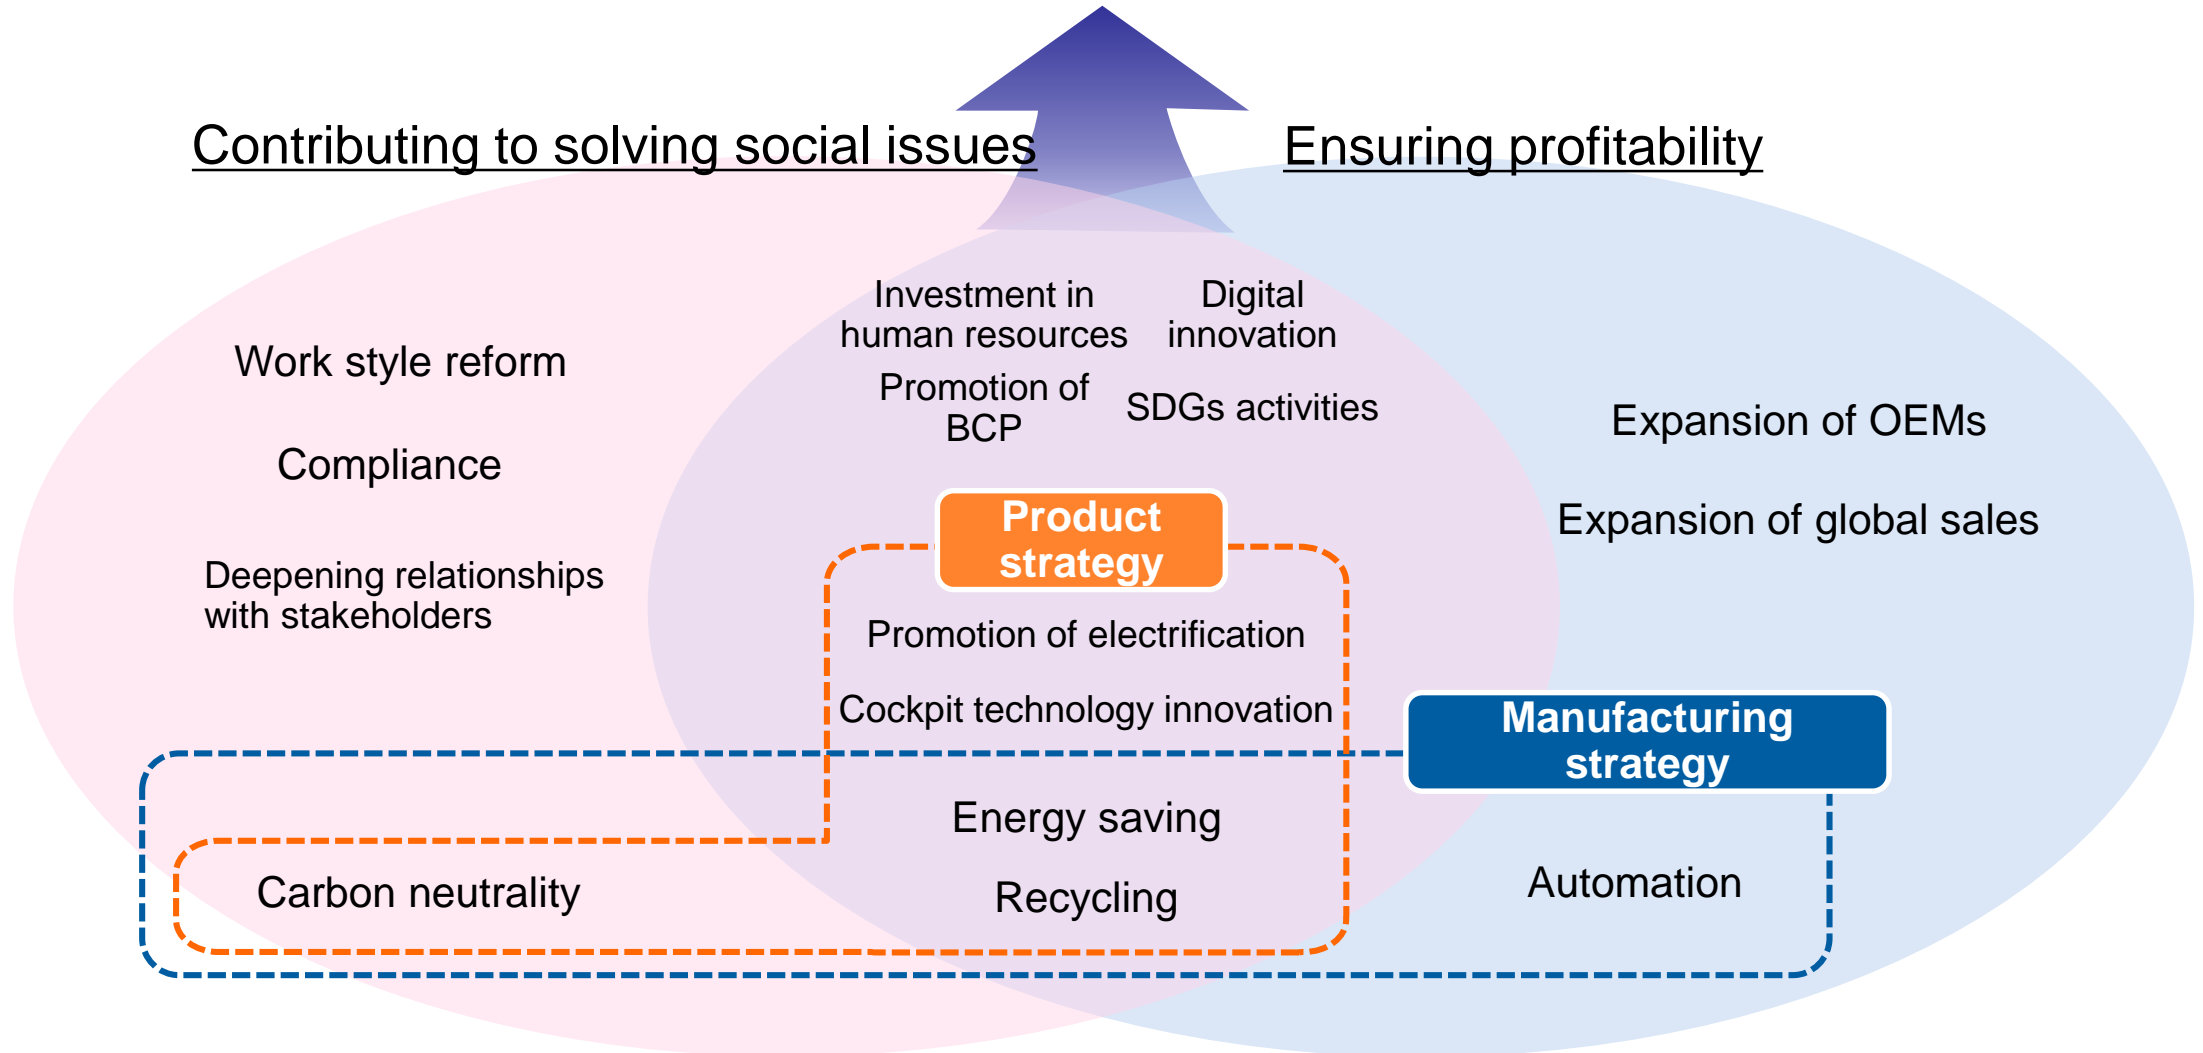 Contributing to solving social issues
Ensuring profitability
Investment in
human resources
Digital
innovation
Promotion of
BCP
SDGs activities
Work style reform
Compliance
Deepening relationships
with stakeholders
Expansion of OEMs
Expansion of global sales
Product
strategy
Promotion of electrification
Cockpit technology innovation
Manufacturing
strategy
Energy saving
Carbon neutrality
Recycling
Automation